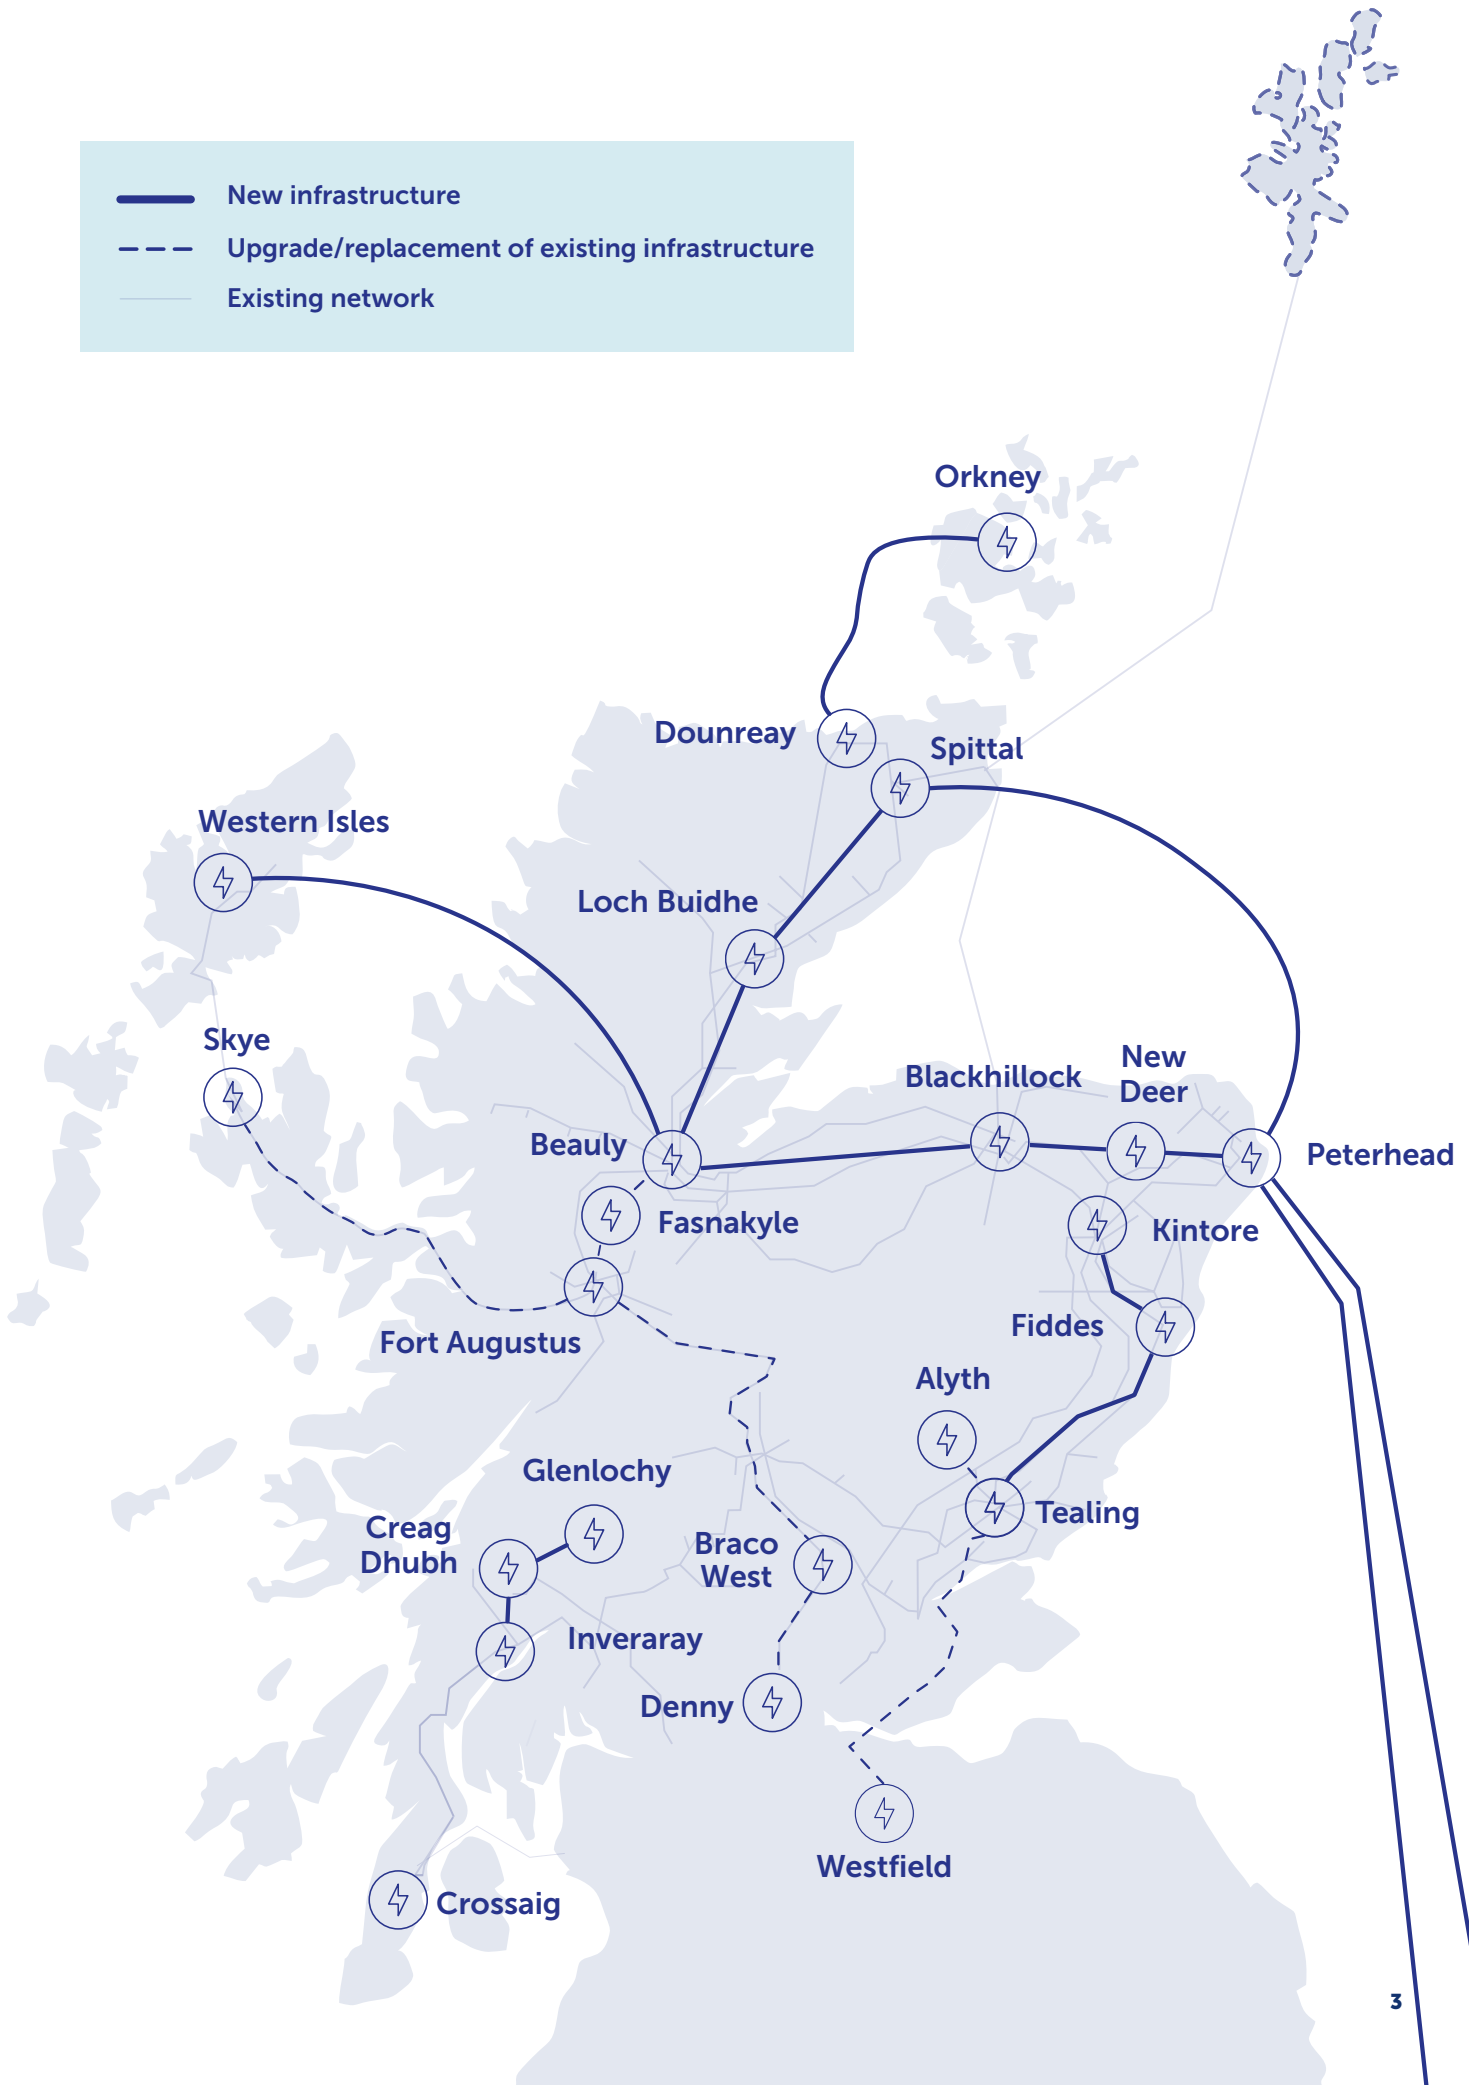 New infrastructure
Upgrade/replacement of existing infrastructure
Existing network
Orkney
Dounreay
Spittal
Western Isles
Loch Buidhe
Skye
Blackhillock
New
Deer
Beauly
Peterhead
Fasnakyle
Kintore
Fort Augustus
Fiddes
Alyth
Glenlochy
Tealing
Creag
Dhubh
Braco
West
Inveraray
Denny
Westfield
Crossaig
3